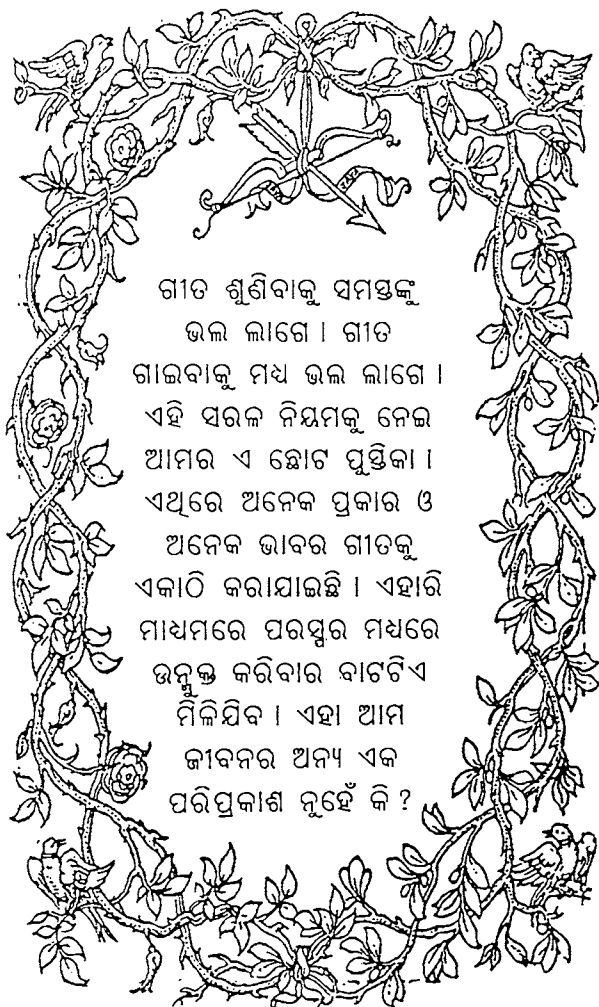 ଗୀତ ଶୁଣିବାକୁ ସମସ୍ତଙ୍କୁ
ଭଲ ଲାଗେ । ଗୀତ
ଗାଇବାକୁ ମଧ୍ୟ ଭଲ ଲାଗେ ।
ଏହି ସରଳ ନିୟମକୁ ନେଇ
ଆମର ଏ ଛୋଟ ପୁସ୍ତିକା ।
ଏଥିରେ ଅନେକ ପ୍ରକାର ଓ
ଅନେକ ଭାବର ଗୀତକୁ
ଏକାଠି କରାଯାଇଛି । ଏହାରି
ମାଧ୍ୟମରେ ପରସ୍ପର ମଧ୍ୟରେ
ଉନ୍ମୁକ୍ତ କରିବାର ବାଟଟିଏ
ମିଳିଯିବ । ଏହା ଆମ
ଜୀବନର ଅନ୍ୟ ଏକ
ପରିପ୍ରକାଶ ନୁହେଁ କି ?